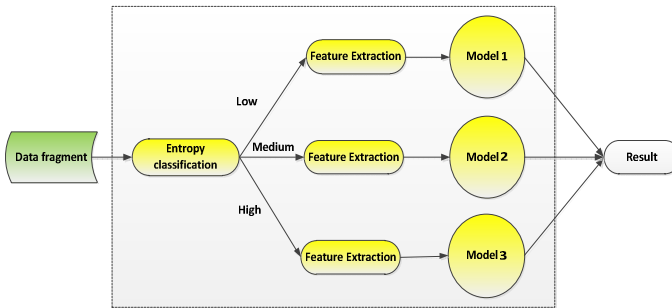 Feature Extraction
Model 1
Low
Data fragment
Entropy
classification
Medium
Feature Extraction
Model 2
Result
High
Feature Extraction
Model 3